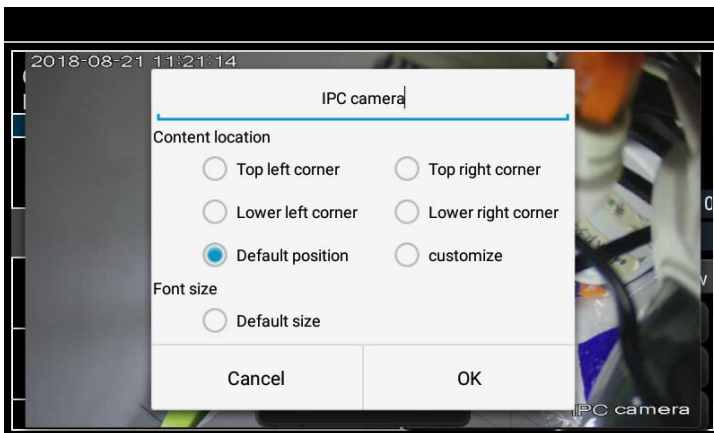 2018-08-21 11:21:14
IPC camera
Content location
Top left corner
Top right corner
Lower left corner
Lower right corner
Default position
customize
Font size
Default size
Cancel
OK
IPC camera